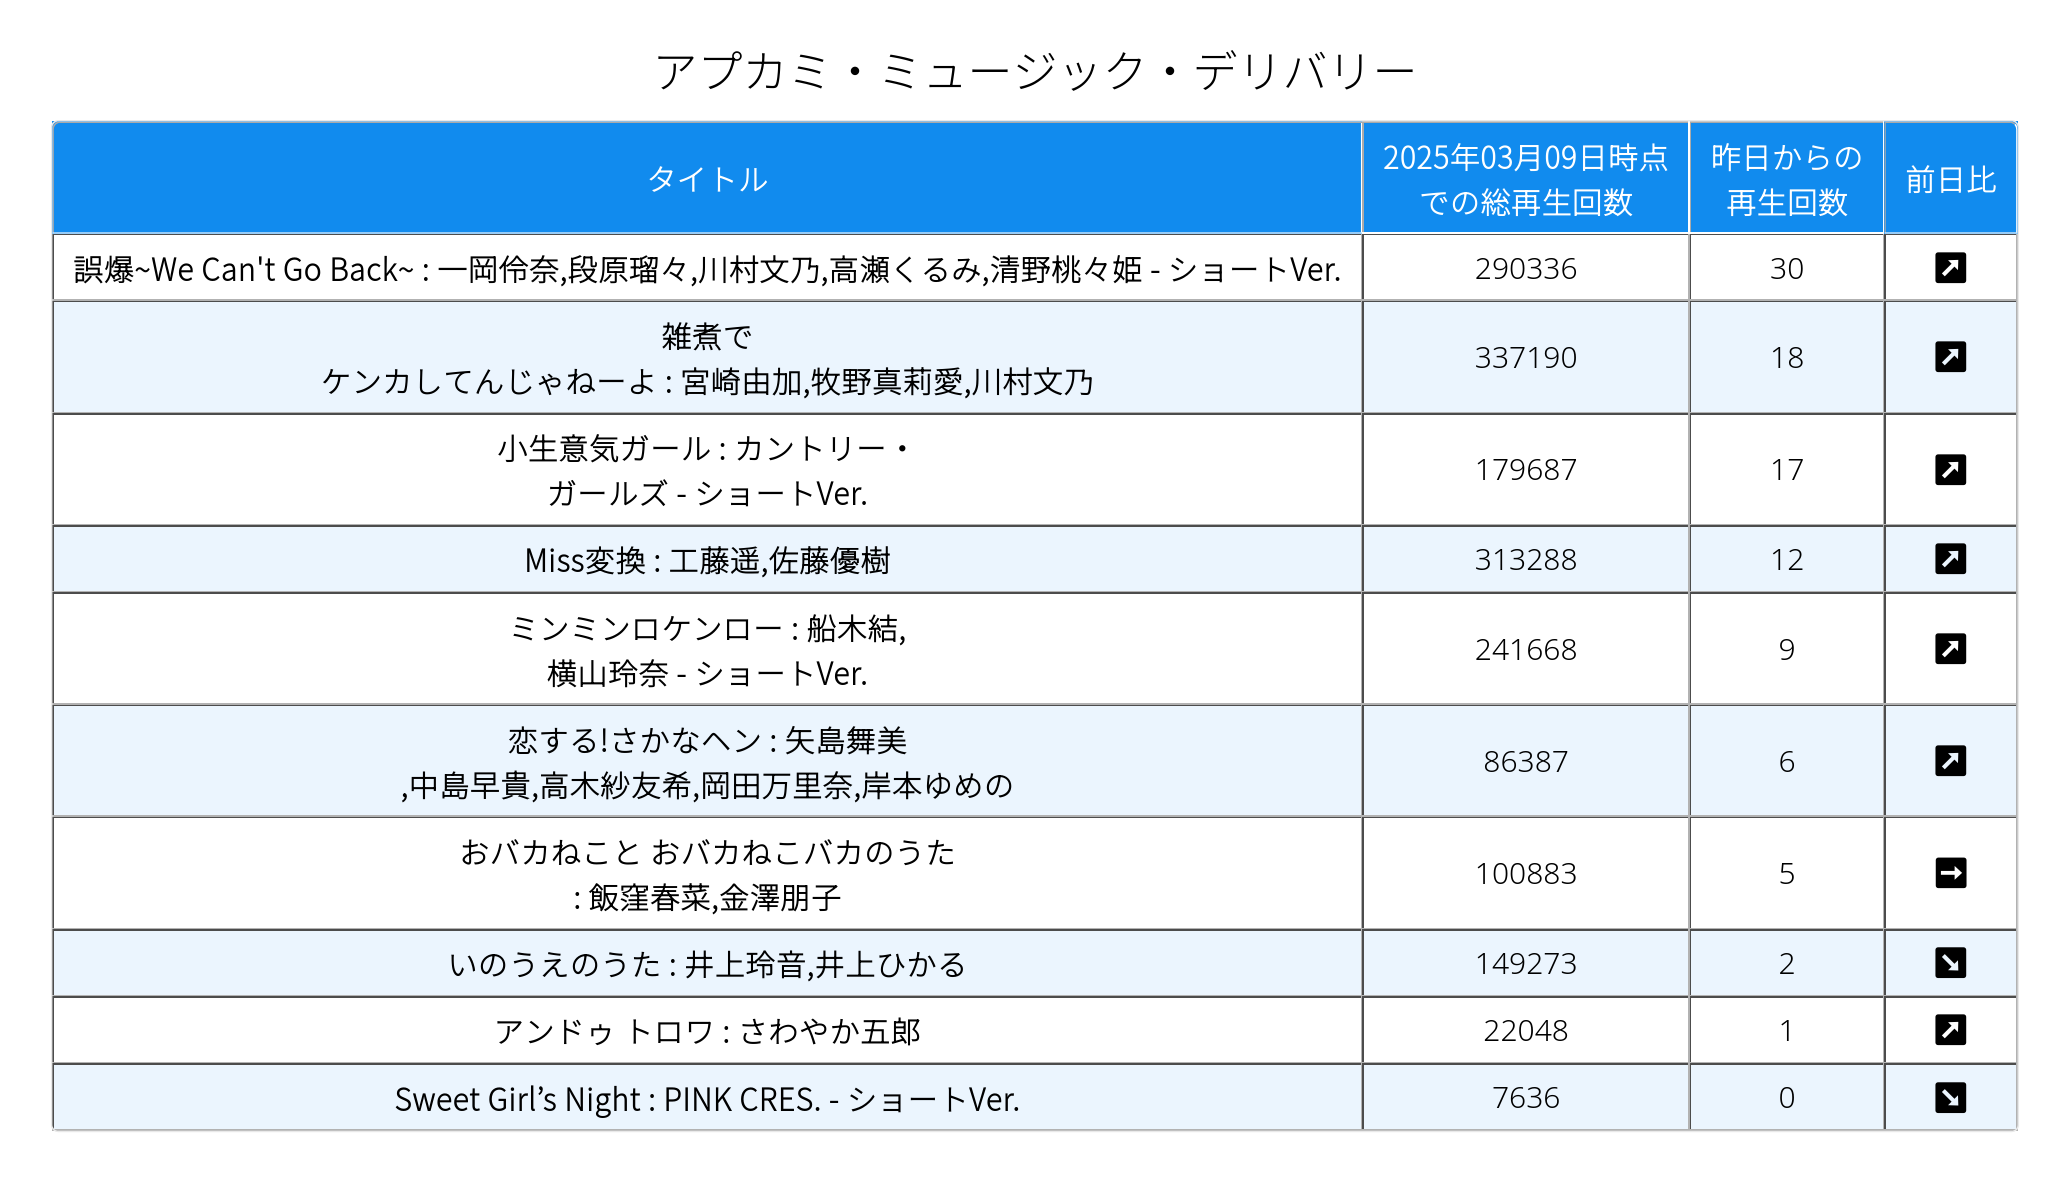 アプカミ・ミュージック・デリバリー
タイトル
2025年03月09日時点
での総再生回数
昨日からの
再生回数
前日比
誤爆~We Can't Go Back~ : 一岡伶奈,段原瑠々,川村文乃,高瀬くるみ,清野桃々姫 - ショートVer.
290336
30
雑煮で
ケンカしてんじゃねーよ : 宮崎由加,牧野真莉愛,川村文乃
337190
18
小生意気ガール : カントリー・
ガールズ - ショートVer.
179687
17
Miss変換 : 工藤遥,佐藤優樹
313288
12
ミンミンロケンロー : 船木結,
横山玲奈 - ショートVer.
241668
9
恋する!さかなヘン : 矢島舞美
,中島早貴,高木紗友希,岡田万里奈,岸本ゆめの
86387
6
おバカねこと おバカねこバカのうた
: 飯窪春菜,金澤朋子
100883
5
いのうえのうた : 井上玲音,井上ひかる
149273
2
アンドゥ トロワ : さわやか五郎
22048
1
Sweet Girl’s Night : PINK CRES. - ショートVer.
7636
0